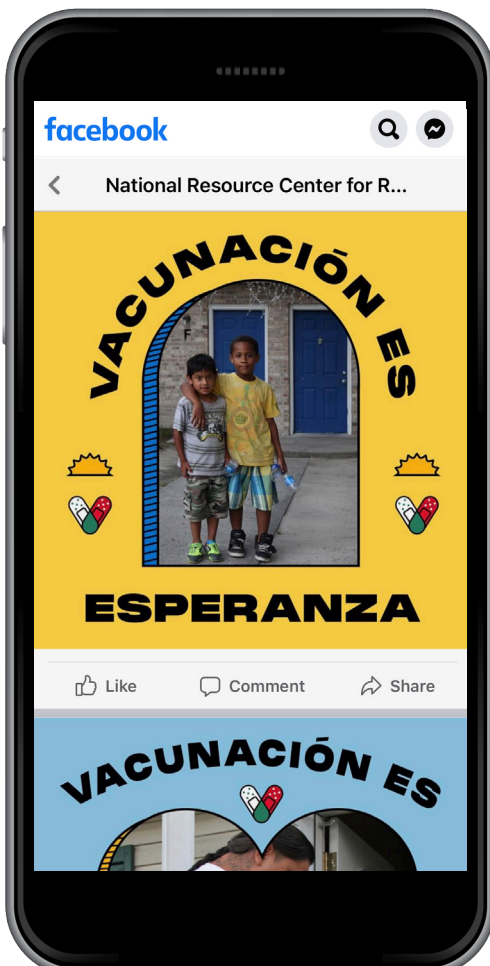 facebook
National Resource Center for R...
VACUNACIÓN ES
F
ESPERANZA
Like
Comment
Share
VACUNACIÓN ES